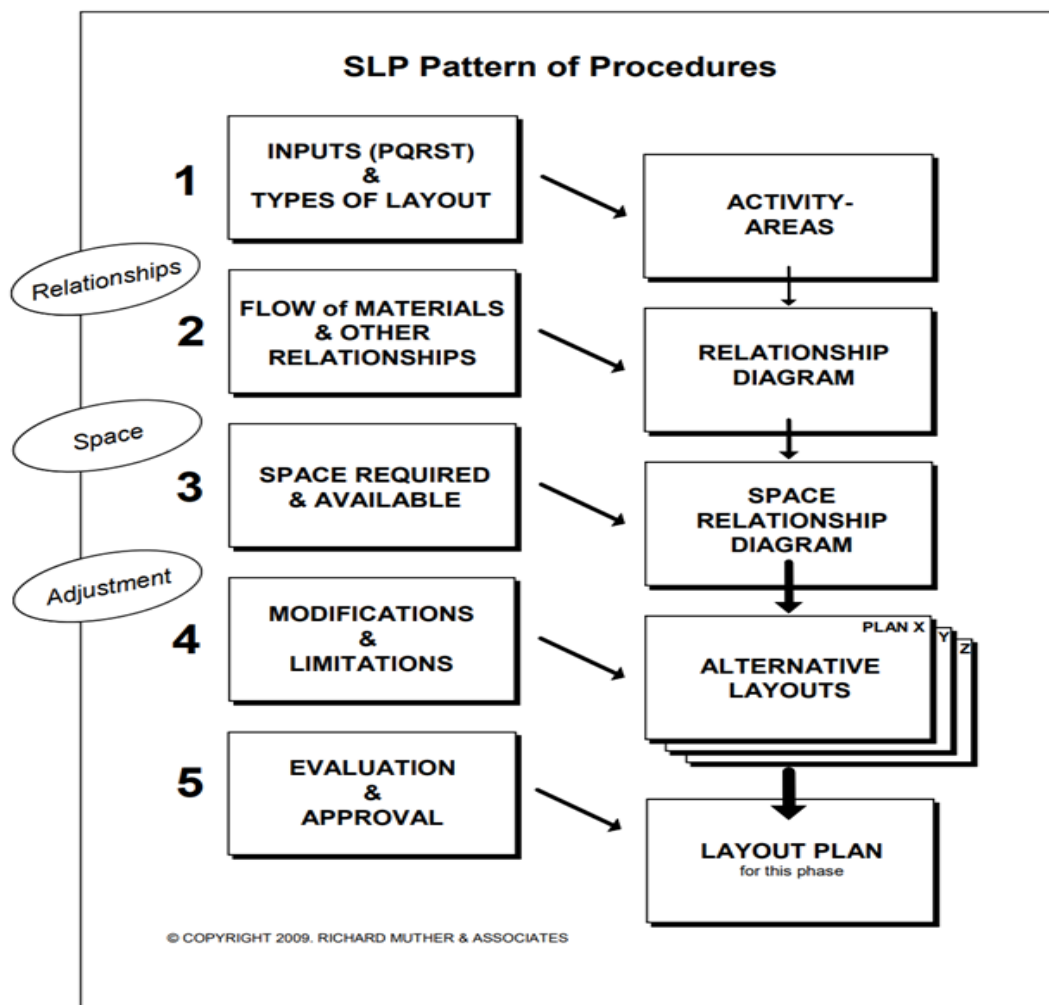 SLP Pattern of Procedures
1
INPUTS (PQRST)
&
TYPES OF LAYOUT
ACTIVITY-
AREAS
Relationships
2
FLOW of MATERIALS
& OTHER
RELATIONSHIPS
RELATIONSHIP
DIAGRAM
Space
3
SPACE REQUIRED
& AVAILABLE
SPACE
RELATIONSHIP
DIAGRAM
Adjustment
4
MODIFICATIONS
&
LIMITATIONS
PLAN X
Y
Z
ALTERNATIVE
LAYOUTS
5
EVALUATION
&
APPROVAL
LAYOUT PLAN
for this phase
© COPYRIGHT 2009. RICHARD MUTHER & ASSOCIATES